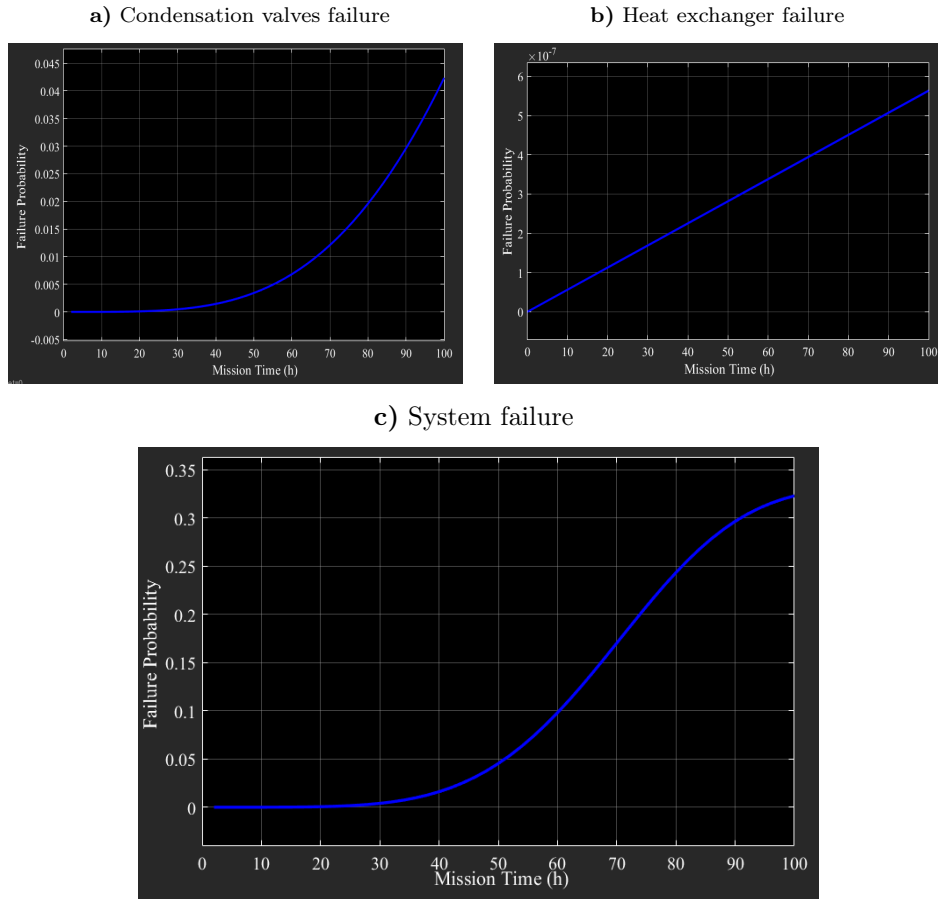 a) Condensation valves failure
0.045
0.04
0.035
0.03
0.025
0.02
0.015
0.01
0.005
0
-0.005
Failure Probability
0 10 20 30 40 50 60 70 80 90 100
Mission Time (h)
b) Heat exchanger failure
×10-7
6
5
4
3
2
1
0
Failure Probability
0 10 20 30 40 50 60 70 80 90 100
Mission Time (h)
c) System failure
0.35
0.3
0.25
0.2
0.15
0.1
0.05
0
Failure Probability
0 10 20 30 40 50 60 70 80 90 100
Mission Time (h)